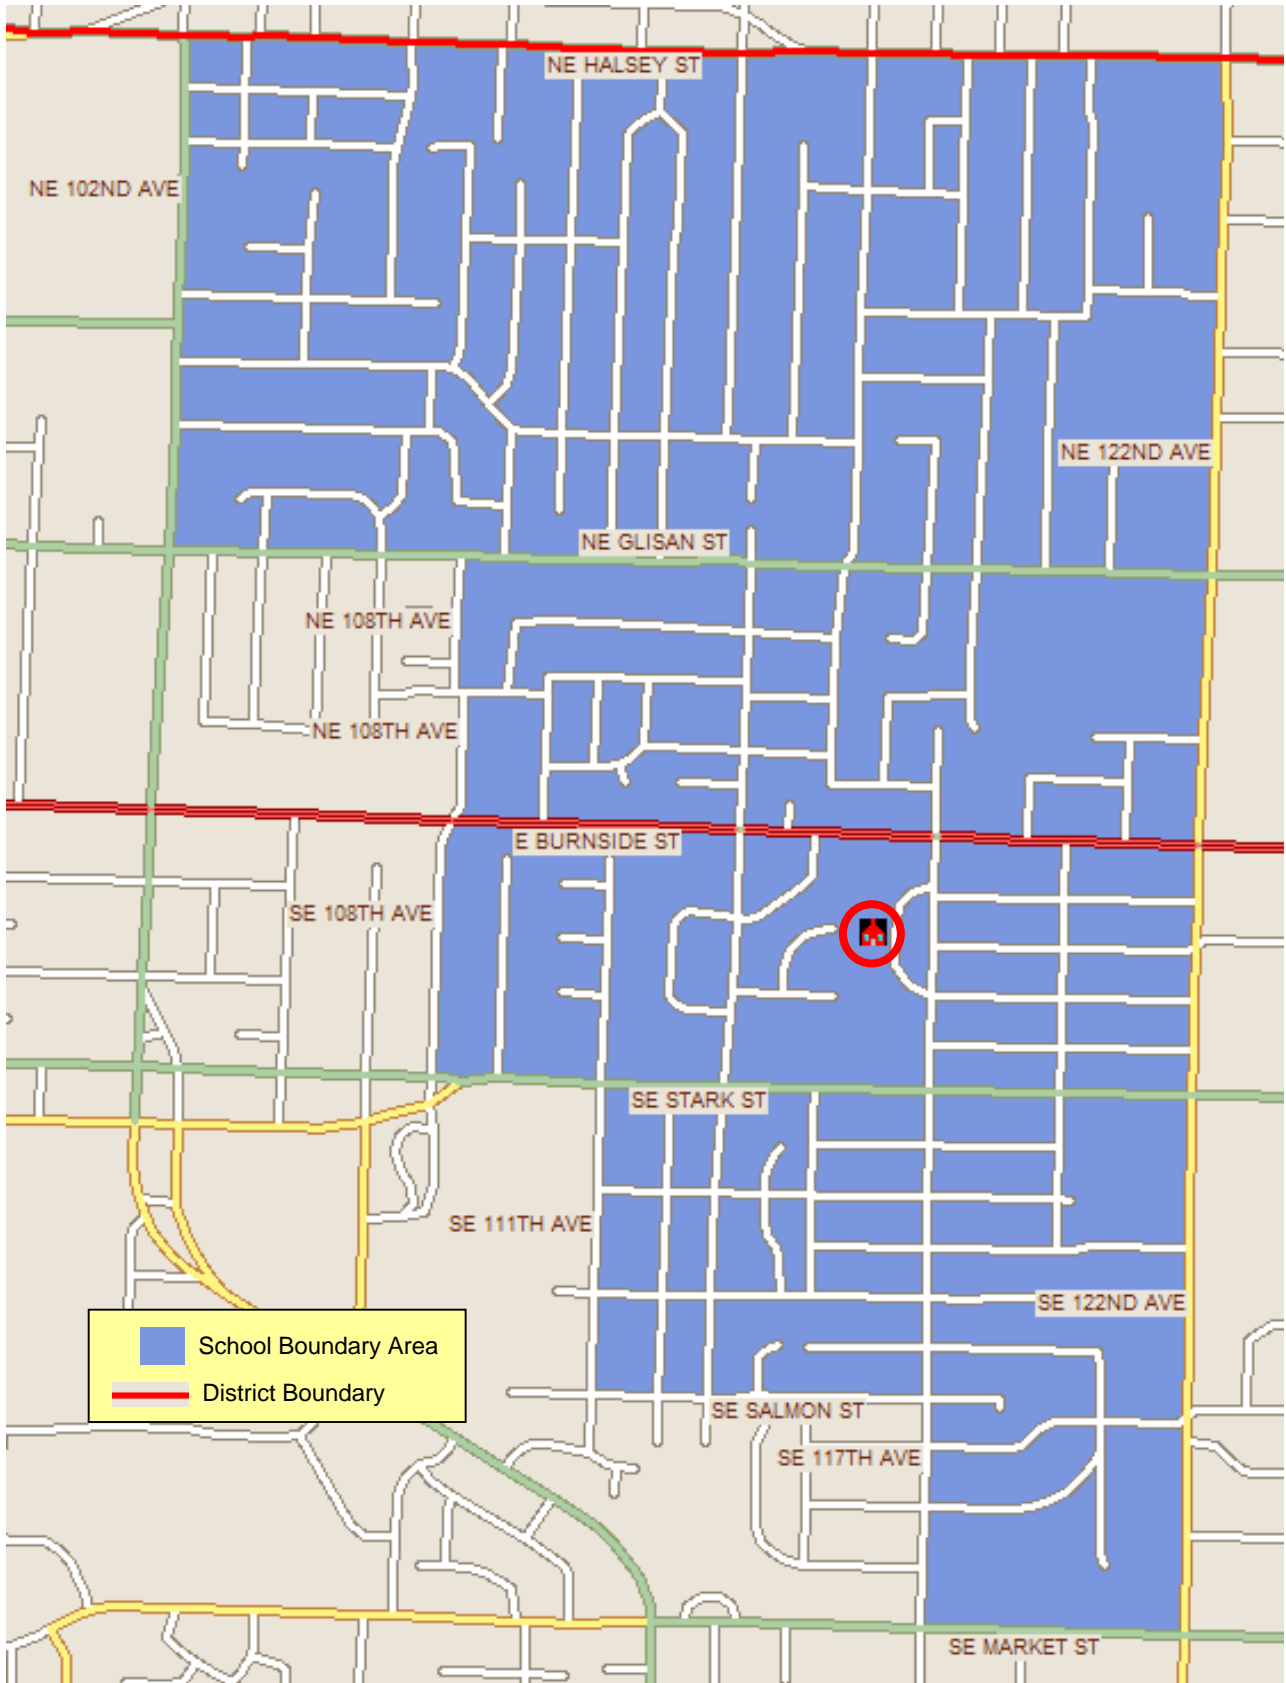 NE HALSEY ST
NE 102ND AVE
NE 122ND AVE
NE GLISAN ST
NE 108TH AVE
NE 108TH AVE
E BURNSIDE ST
SE 108TH AVE
SE STARK ST
SE 111TH AVE
SE 122ND AVE
School Boundary Area
District Boundary
SE SALMON ST
SE 117TH AVE
SE MARKET ST